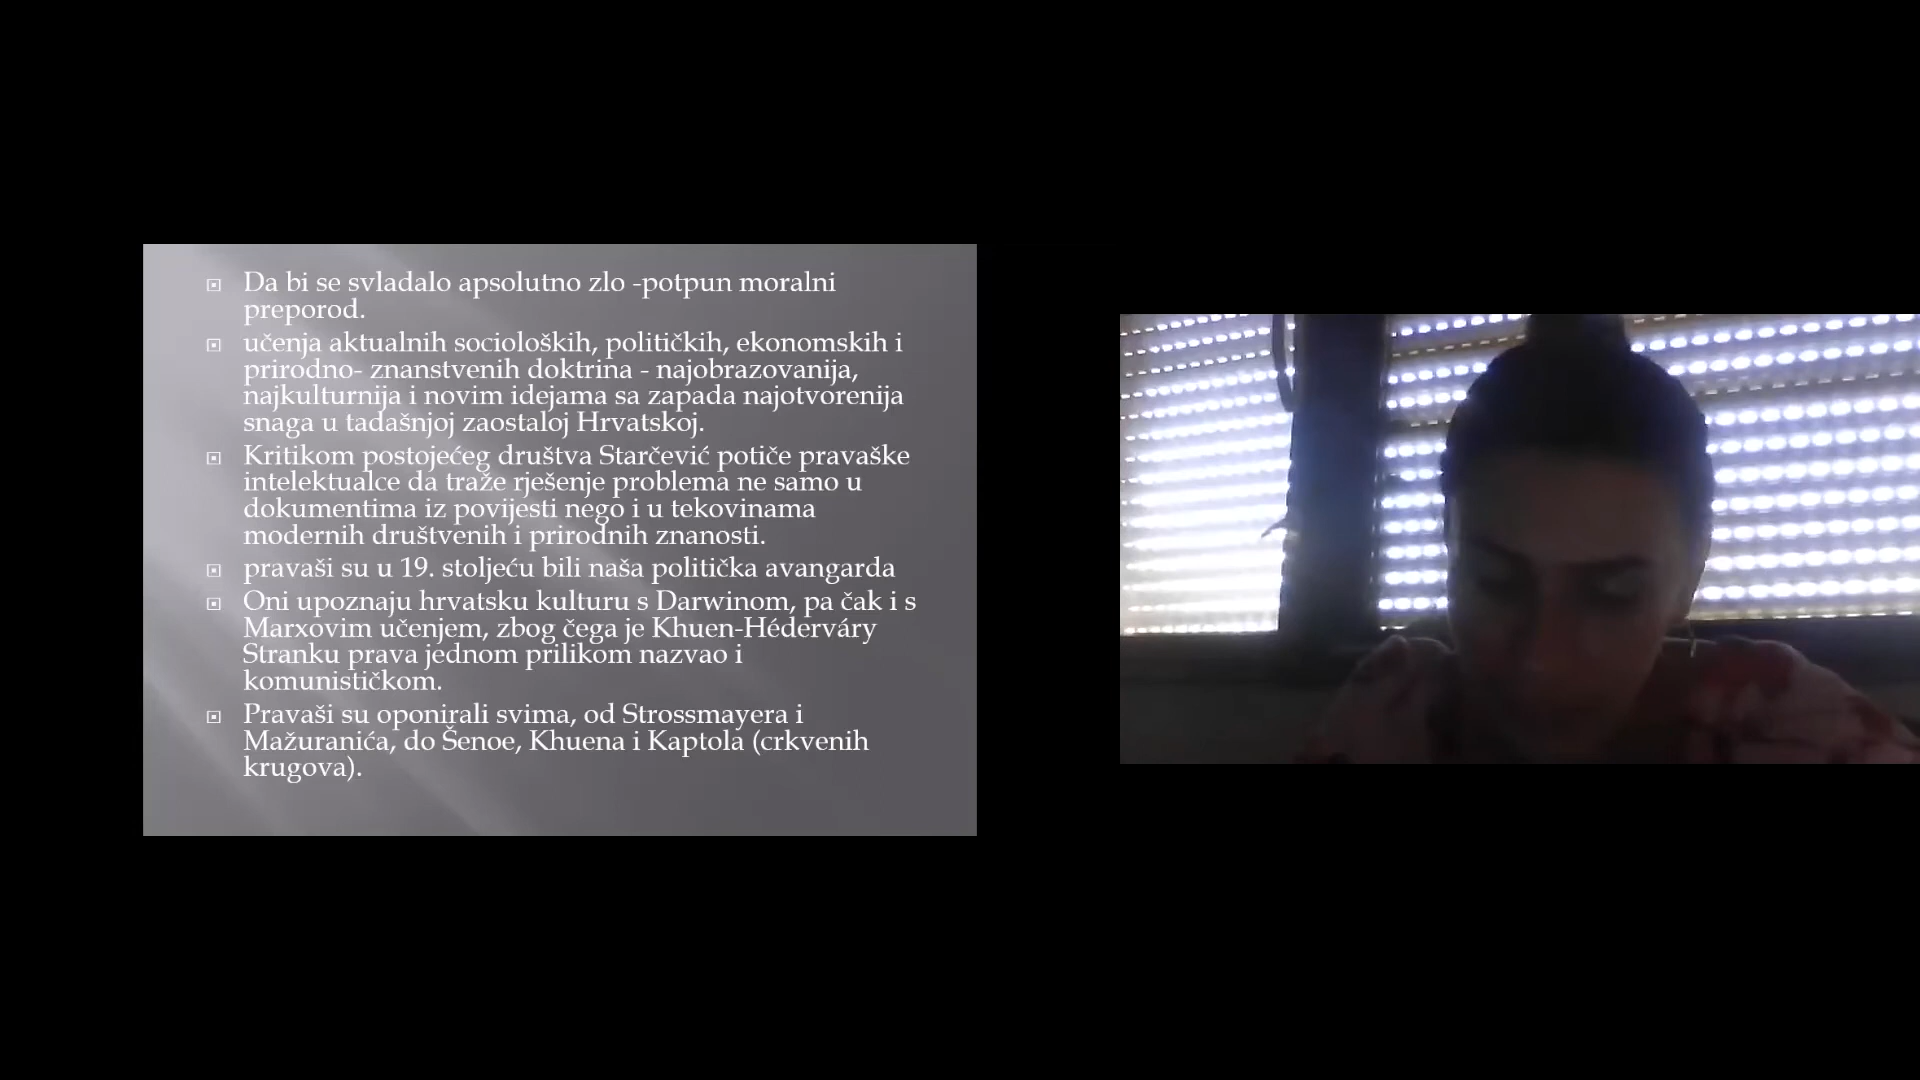 Da bi se svladalo apsolutno zlo -potpun moralni
preporod.
učenja aktualnih socioloških, političkih, ekonomskih i
prirodno- znanstvenih doktrina - najobrazovanija,
najkulturnija i novim idejama sa zapada najotvorenija
snaga u tadašnjoj zaostaloj Hrvatskoj.
Kritikom postojećeg društva Starčević potiče pravaške
intelektualce da traže rješenje problema ne samo u
dokumentima iz povijesti nego i u tekovinama
modernih društvenih i prirodnih znanosti.
pravaši su u 19. stoljeću bili naša politička avangarda
Oni upoznaju hrvatsku kulturu s Darwinom, pa čak i s
Marxovim učenjem, zbog čega je Khuen-Héderváry
Stranku prava jednom prilikom nazvao i
komunističkom.
Pravaši su oponirali svima, od Strossmayera i
Mažuranića, do Šenoe, Khuena i Kaptola (crkvenih
krugova).